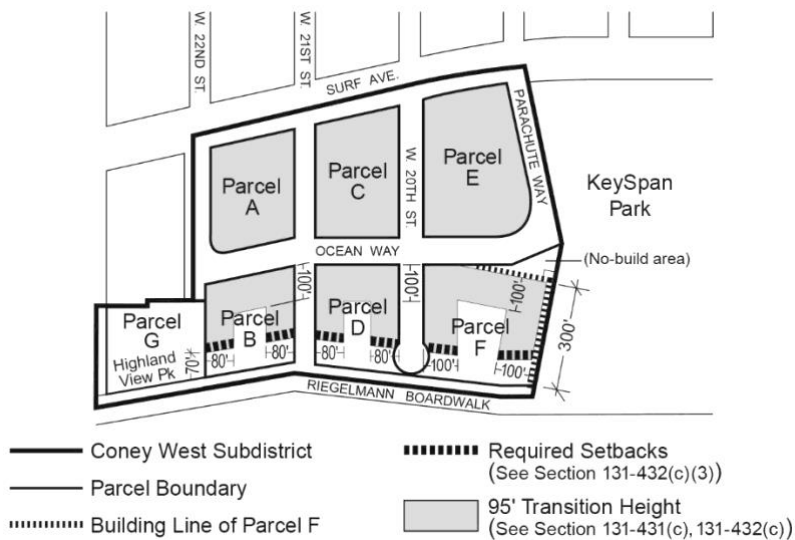 W. 22ND ST.
W. 21ST ST.
SURF AVE.
PARACHUTE WAY
Parcel
A
Parcel
C
W. 20TH ST.
Parcel
E
KeySpan
Park
OCEAN WAY
(No-build area)
100'
100'
100'
300'
Parcel
G
Highland
View Pk
70'
Parcel
B
80'
80'
Parcel
D
80'
80'
Parcel
F
100'
100'
RIEGELMANN BOARDWALK
Coney West Subdistrict
Parcel Boundary
Building Line of Parcel F
Required Setbacks
(See Section 131-432(c)(3))
95' Transition Height
(See Section 131-431(c), 131-432(c))